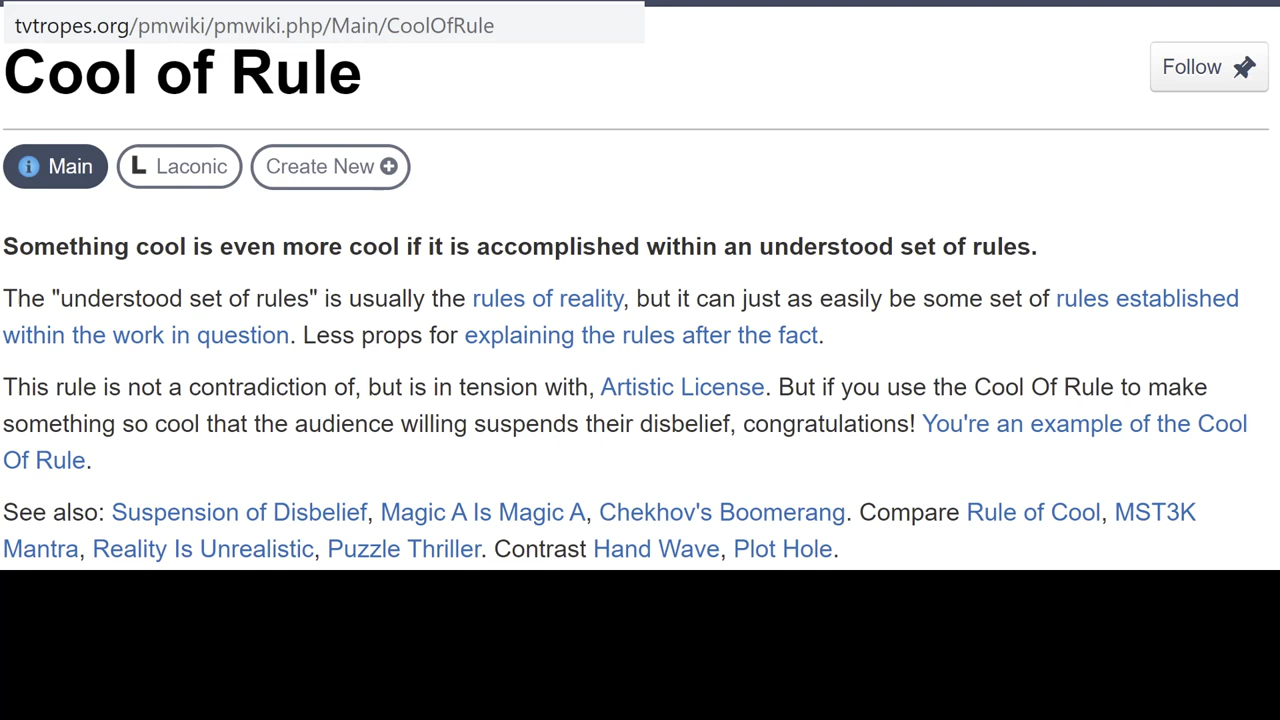 tvtropes.org/pmwiki/pmwiki.php/Main/CoolOfRule
Cool of Rule
Follow
Main
L Laconic
Create New
Something cool is even more cool if it is accomplished within an understood set of rules.
The "understood set of rules" is usually the rules of reality, but it can just as easily be some set of rules established
within the work in question. Less props for explaining the rules after the fact.
This rule is not a contradiction of, but is in tension with, Artistic License. But if you use the Cool Of Rule to make
something so cool that the audience willing suspends their disbelief, congratulations! You're an example of the Cool
Of Rule.
See also: Suspension of Disbelief, Magic A Is Magic A, Chekhov's Boomerang. Compare Rule of Cool, MST3K
Mantra, Reality Is Unrealistic, Puzzle Thriller. Contrast Hand Wave, Plot Hole.